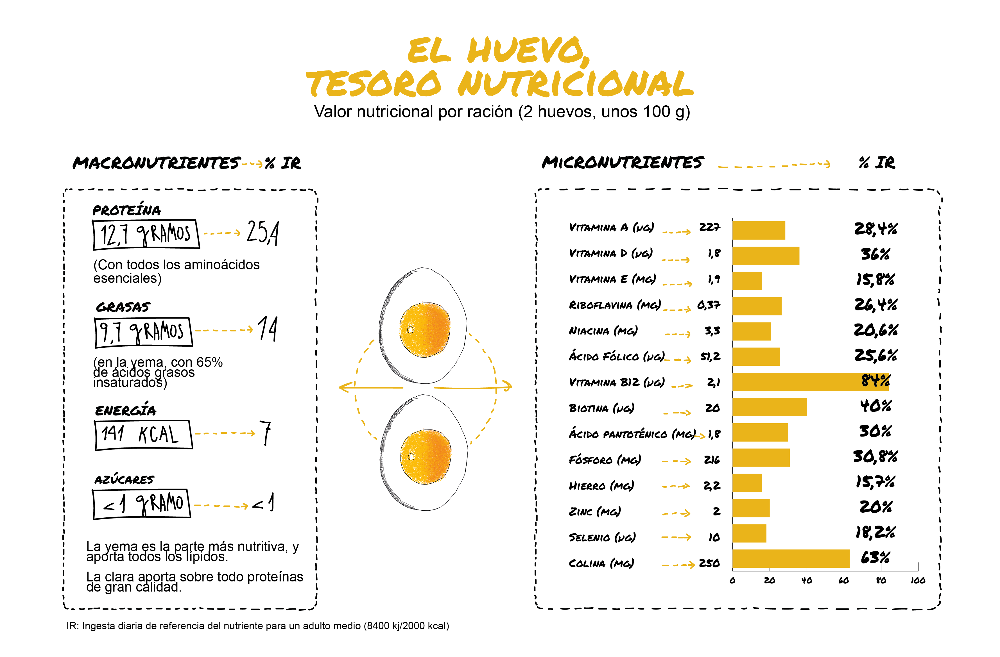 EL HUEVO,
TESORO NUTRICIONAL
Valor nutricional por ración (2 huevos, unos 100 g)
MACRONUTRIENTES % IR
PROTEÍNA
12,7 gRAMOS 25,4
(Con todos los aminoácidos
esenciales)
GRASAS
9,7 gRAMOS 14
(en la yema, con 65%
de ácidos grasos
insaturados)
ENERGÍA
141 KCAL 7
AZÚCARES
<1 gRAMO <1
La yema es la parte más nutritiva, y
aporta todos los lípidos.
La clara aporta sobre todo proteínas
de gran calidad.
MICRONUTRIENTES % IR
VITAMINA A (µG) 227 28,4%
VITAMINA D (µG) 1,8 36%
VITAMINA E (MG) 1,9 15,8%
RIBOFLAVINA (MG) 0,37 26,4%
NIACINA (MG) 3,3 20,6%
ÁCIDO FÓLICO (µG) 51,2 25,6%
VITAMINA B12 (µG) 2,1 84%
BIOTINA (µG) 20 40%
ÁCIDO PANTOTÉNICO (MG) 1,8 30%
FÓSFORO (MG) 216 30,8%
HIERRO (MG) 2,2 15,7%
ZINC (MG) 2 20%
SELENIO (µG) 10 18,2%
COLINA (MG) 250 63%
0 20 40 60 80 100
IR: Ingesta diaria de referencia del nutriente para un adulto medio (8400 kj/2000 kcal)